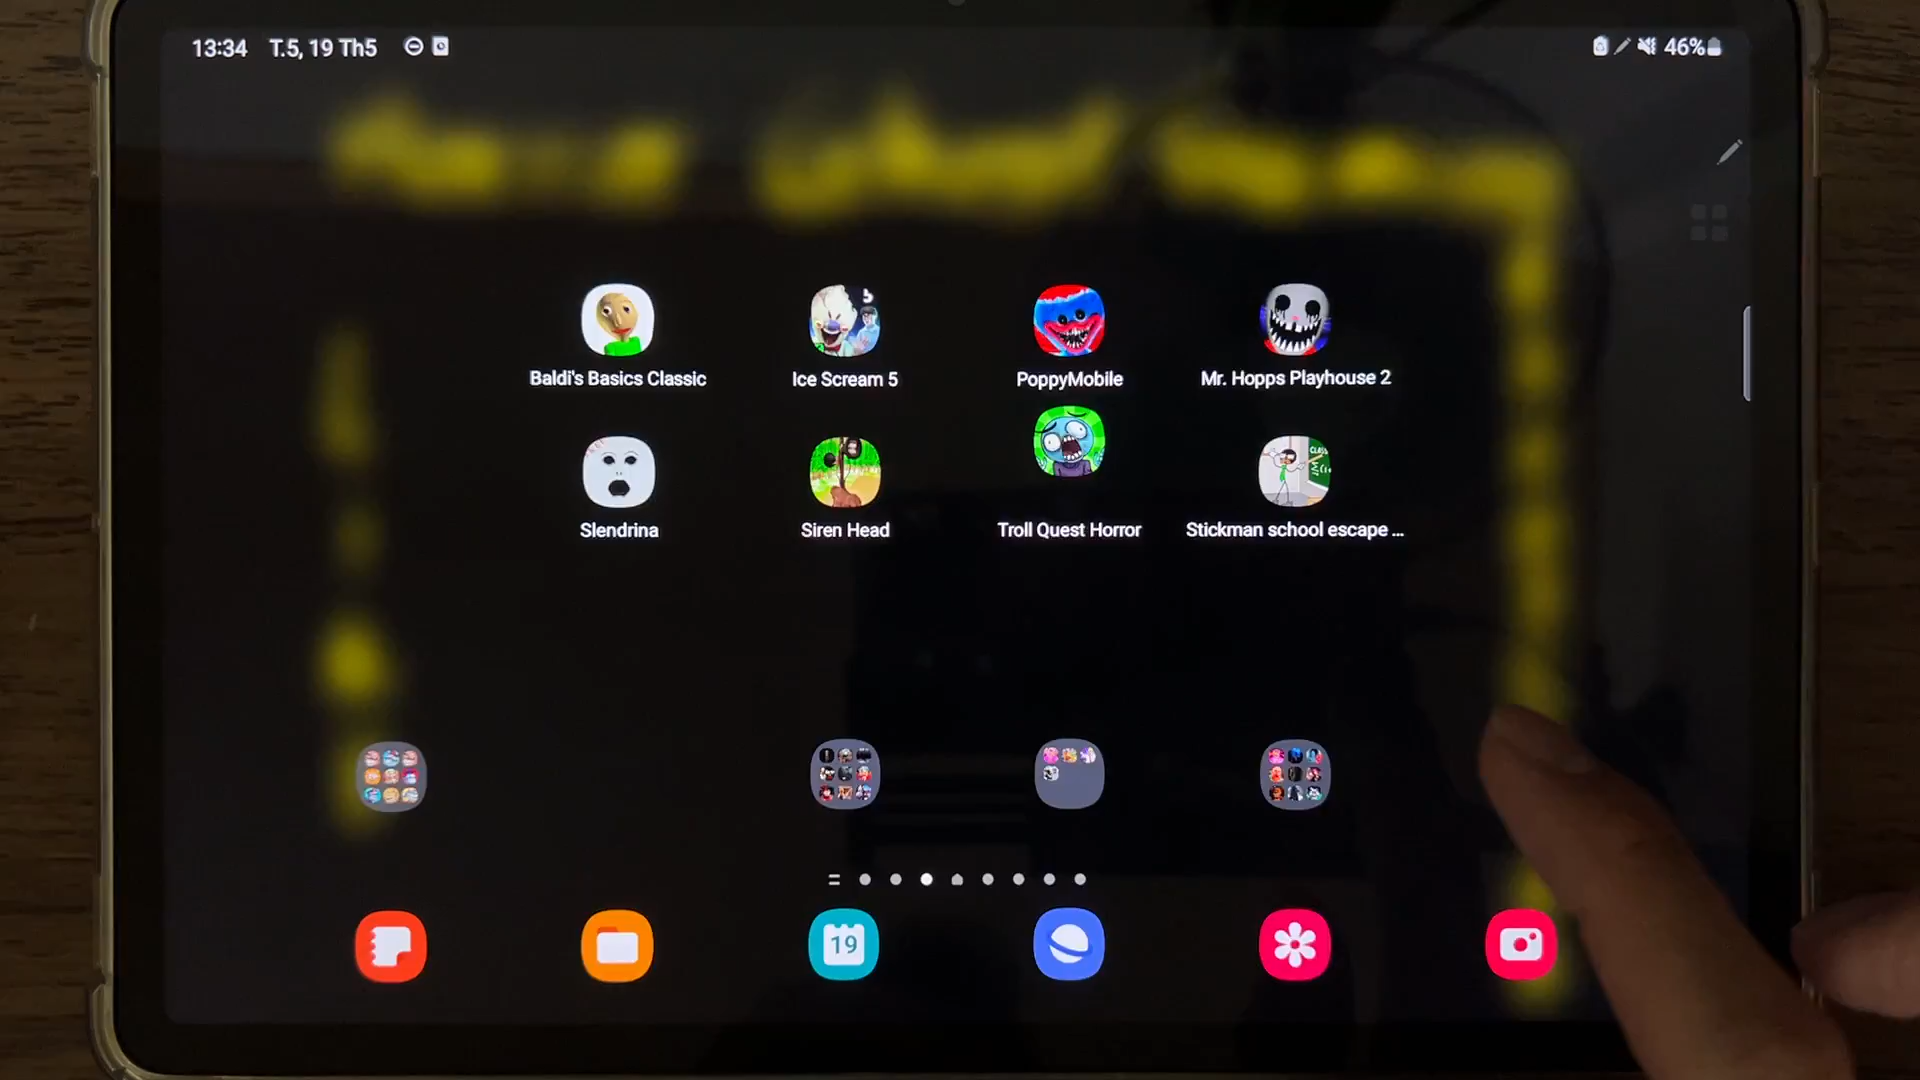 13:34 T.5, 19 Th5 46%
Baldi's Basics Classic Ice Scream 5 PoppyMobile Mr. Hopps Playhouse 2
Slendrina Siren Head Troll Quest Horror Stickman school escape ...
19